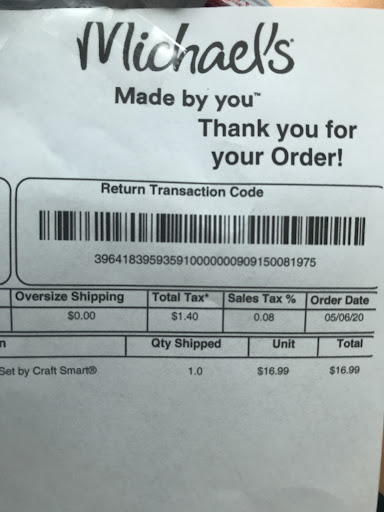 Michaels
Made by you™
Thank you for
your Order!
Return Transaction Code
3964183959359100000000909150081975
Oversize Shipping Total Tax* Sales Tax % Order Date
$0.00 $1.40 0.08 05/06/20
n Qty Shipped Unit Total
Set by Craft Smart® 1.0 $16.99 $16.99